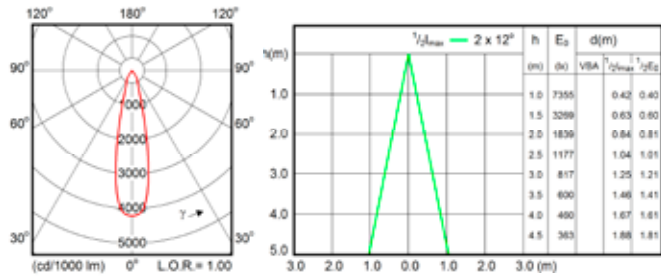 120° 180° 120°
90° 90°
60° 60°
30° 30°
1000
2000
3000
4000
5000
γ
(cd/1000 lm) 0° L.O.R.= 1.00
½Imax 2 x 12°
h(m)
1.0
2.0
3.0
4.0
5.0
3.0 2.0 1.0 0.0 1.0 2.0 3.0 (m)
h E₀ d(m)
(m) (lx) VBA ½Imax ½E₀
1.0 7355 0.42 0.40
1.5 3269 0.63 0.60
2.0 1839 0.84 0.81
2.5 1177 1.04 1.01
3.0 817 1.25 1.21
3.5 600 1.46 1.41
4.0 460 1.67 1.61
4.5 363 1.88 1.81